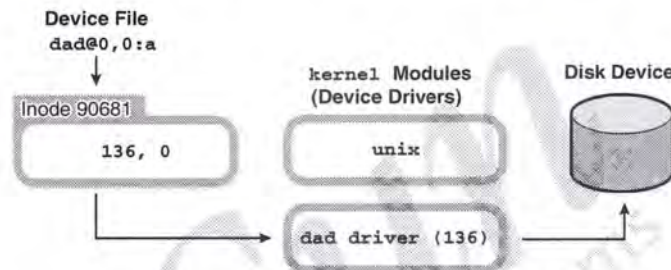 Device File
dad@0,0:a
kernel Modules
(Device Drivers)
Disk Device
Inode 90681
136, 0
unix
dad driver (136)